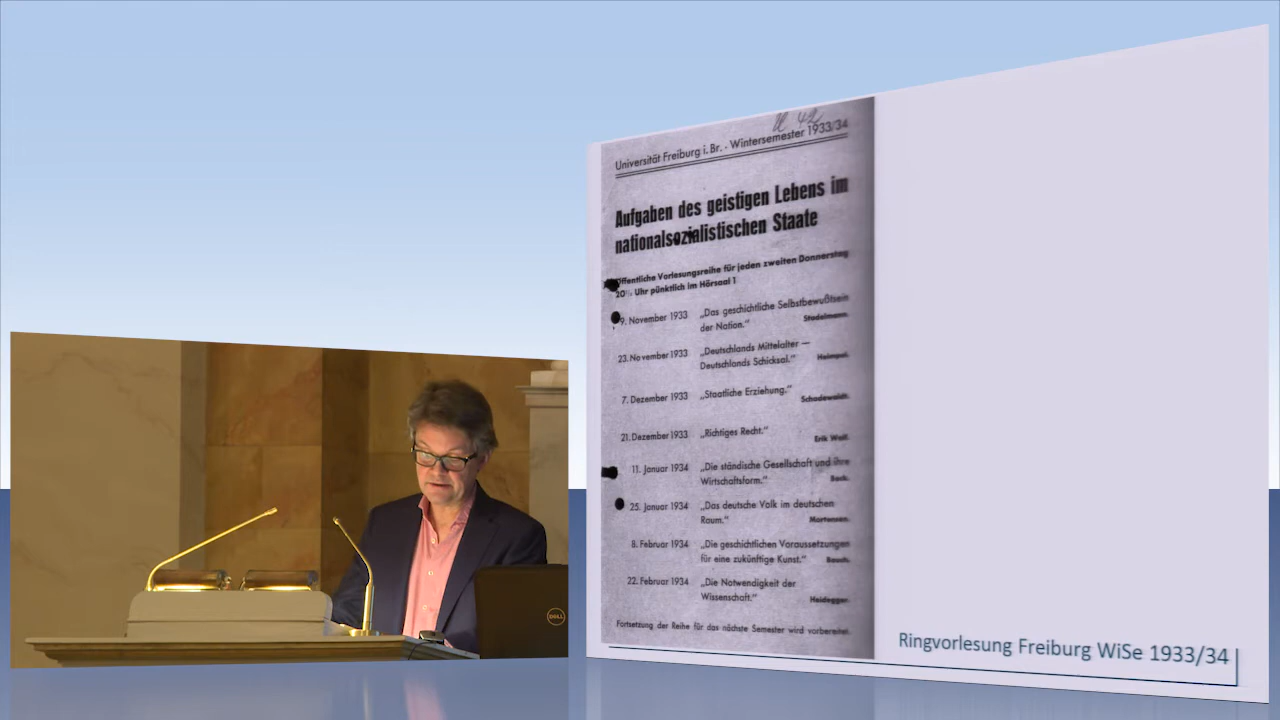 Universität Freiburg i. Br. - Wintersemester 1933/34
Aufgaben des geistigen Lebens im
nationalsozialistischen Staate
Öffentliche Vorlesungsreihe für jeden zweiten Donnerstag
Uhr pünktlich im Hörsaal 1
9. November 1933 „Das geschichtliche Selbstbewußtsein
der Nation.“ Stadelmann.
23. November 1933 „Deutschlands Mittelalter —
Deutschlands Schicksal.“ Heimpel.
7. Dezember 1933 „Staatliche Erziehung.“
Schadewaldt.
21. Dezember 1933 „Richtiges Recht.“
Erik Wolf.
11. Januar 1934 „Die ständische Gesellschaft und ihre
Wirtschaftsform.“
25. Januar 1934 „Das deutsche Volk im deutschen
Raum.“ Mortensen.
8. Februar 1934 „Die geschichtlichen Voraussetzungen
für eine zukünftige Kunst.“ Bauch.
22. Februar 1934 „Die Notwendigkeit der
Wissenschaft.“ Heidegger.
Fortsetzung der Reihe für das nächste Semester wird vorbereitet.
Ringvorlesung Freiburg WiSe 1933/34
DELL